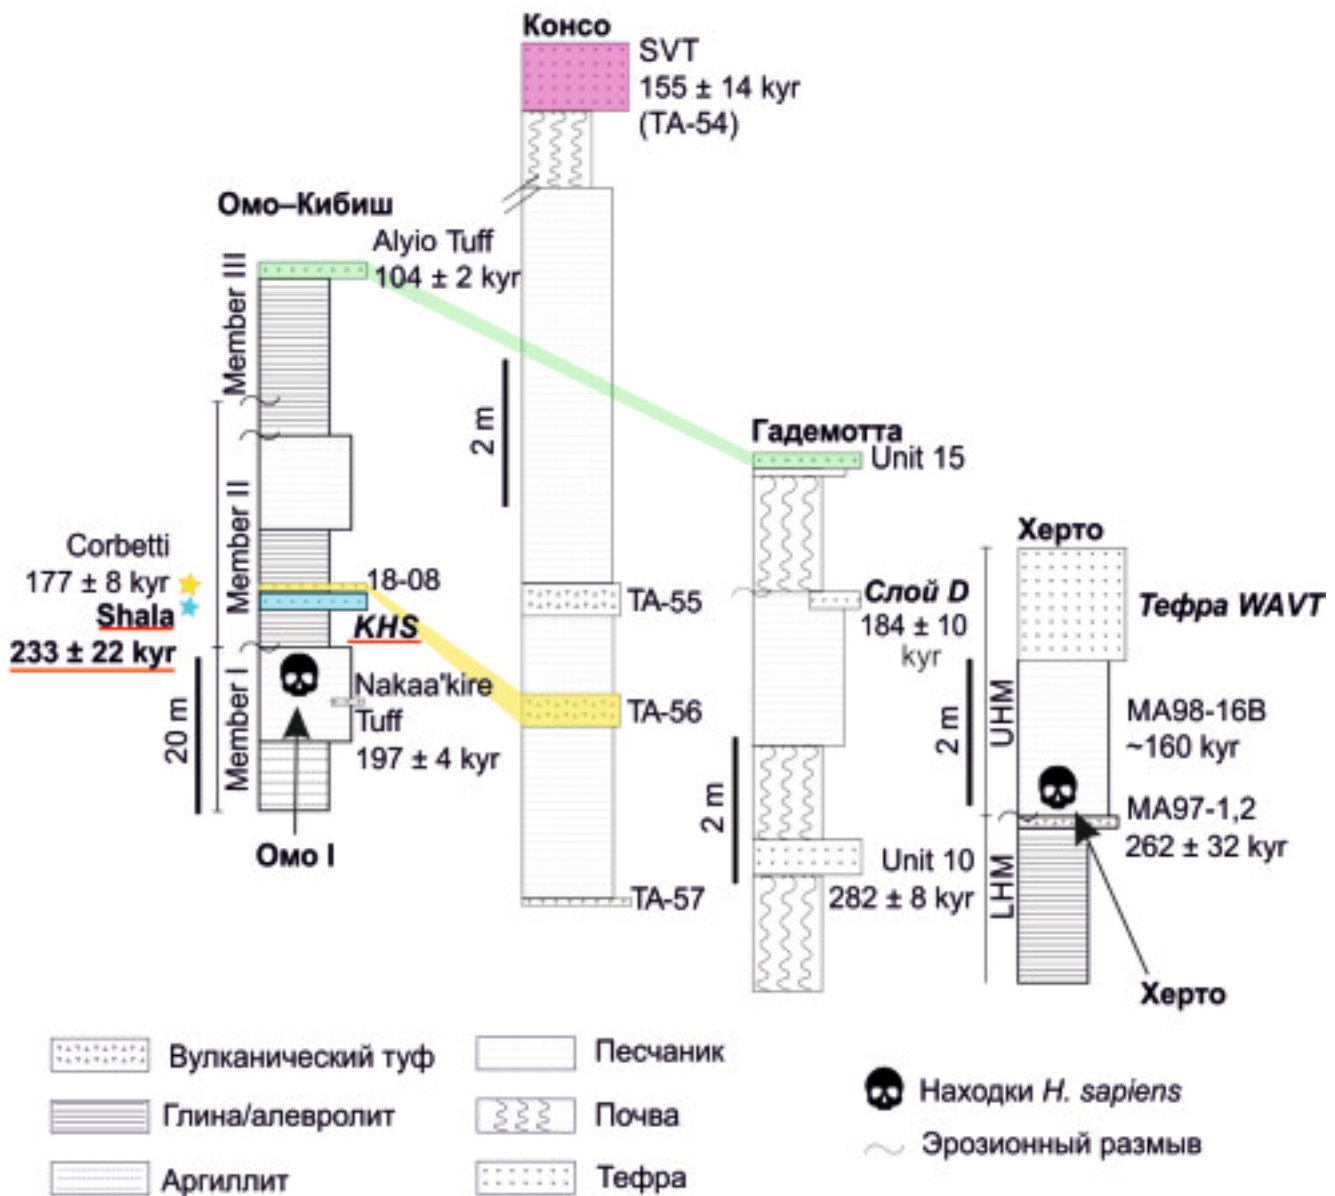 Консо
SVT
155 ± 14 kyr
(TA-54)
Омо–Кибиш
Alyio Tuff
104 ± 2 kyr
Member III
Member II
Member I
2 m
Corbetti
177 ± 8 kyr
Shala
233 ± 22 kyr
18-08
KHS
20 m
Nakaa'kire
Tuff
197 ± 4 kyr
Омо I
TA-55
TA-56
TA-57
Гадемотта
Unit 15
Слой D
184 ± 10
kyr
2 m
Unit 10
282 ± 8 kyr
Херто
Тефра WAVT
UHM
2 m
MA98-16B
~160 kyr
MA97-1,2
262 ± 32 kyr
LHM
Херто
Вулканический туф
Глина/алевролит
Аргиллит
Песчаник
Почва
Тефра
Находки H. sapiens
Эрозионный размыв